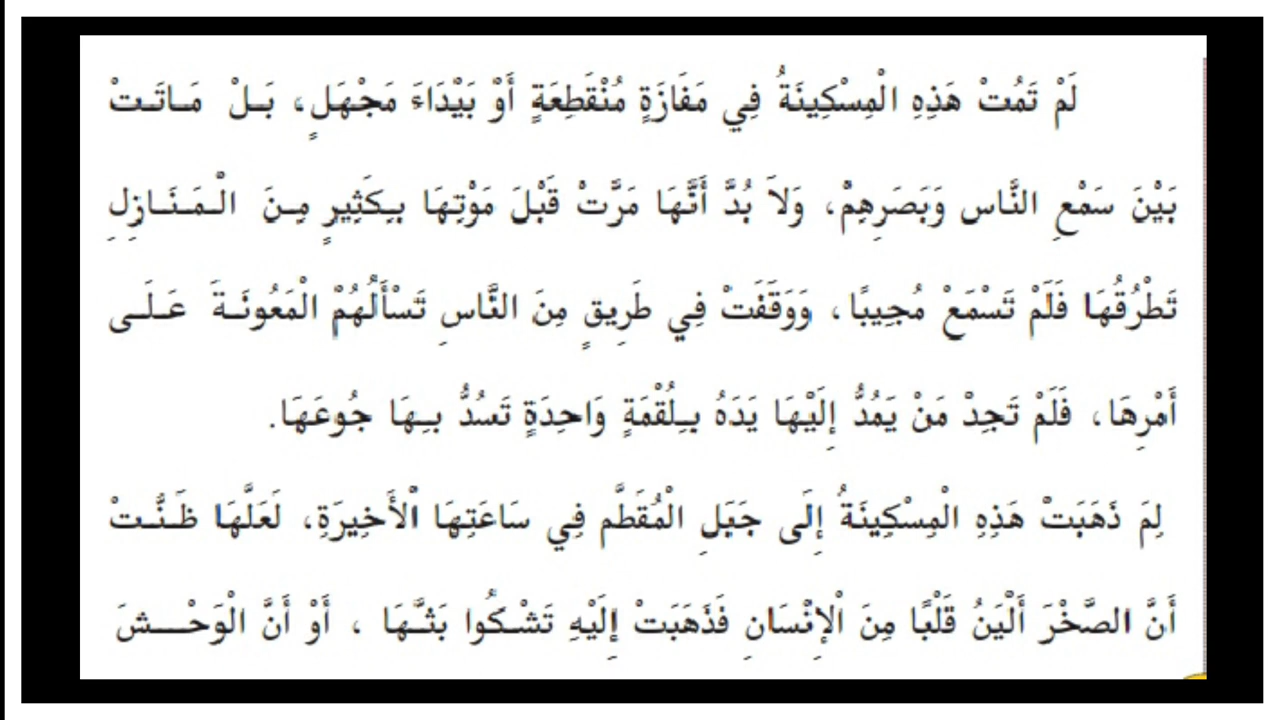 لَمْ تَمُتْ هَذِهِ الْمِسْكِينَةُ فِي مَفَازَةٍ مُنْقَطِعَةٍ أَوْ بَيْدَاءَ مَجْهَلٍ، بَلْ مَاتَتْ
بَيْنَ سَمْعِ النَّاسِ وَبَصَرِهِمْ، وَلاَ بُدَّ أَنَّهَا مَرَّتْ قَبْلَ مَوْتِهَا بِكَثِيرٍ مِنَ الْمَنَازِلِ
تَطْرُقُهَا فَلَمْ تَسْمَعْ مُجِيبًا، وَوَقَفَتْ فِي طَرِيقٍ مِنَ النَّاسِ تَسْأَلُهُمْ الْمَعُونَةَ عَلَى
أَمْرِهَا، فَلَمْ تَجِدْ مَنْ يَمُدُّ إِلَيْهَا يَدَهُ بِلُقْمَةٍ وَاحِدَةٍ تَسُدُّ بِهَا جُوعَهَا.
لِمَ ذَهَبَتْ هَذِهِ الْمِسْكِينَةُ إِلَى جَبَلِ الْمُقَطَّم فِي سَاعَتِهَا الْأَخِيرَةِ، لَعَلَّهَا ظَنَّتْ
أَنَّ الصَّخْرَ أَلْيَنُ قَلْبًا مِنَ الْإِنْسَانِ فَذَهَبَتْ إِلَيْهِ تَشْكُوا بَثَّهَا ، أَوْ أَنَّ الْوَحْشَ